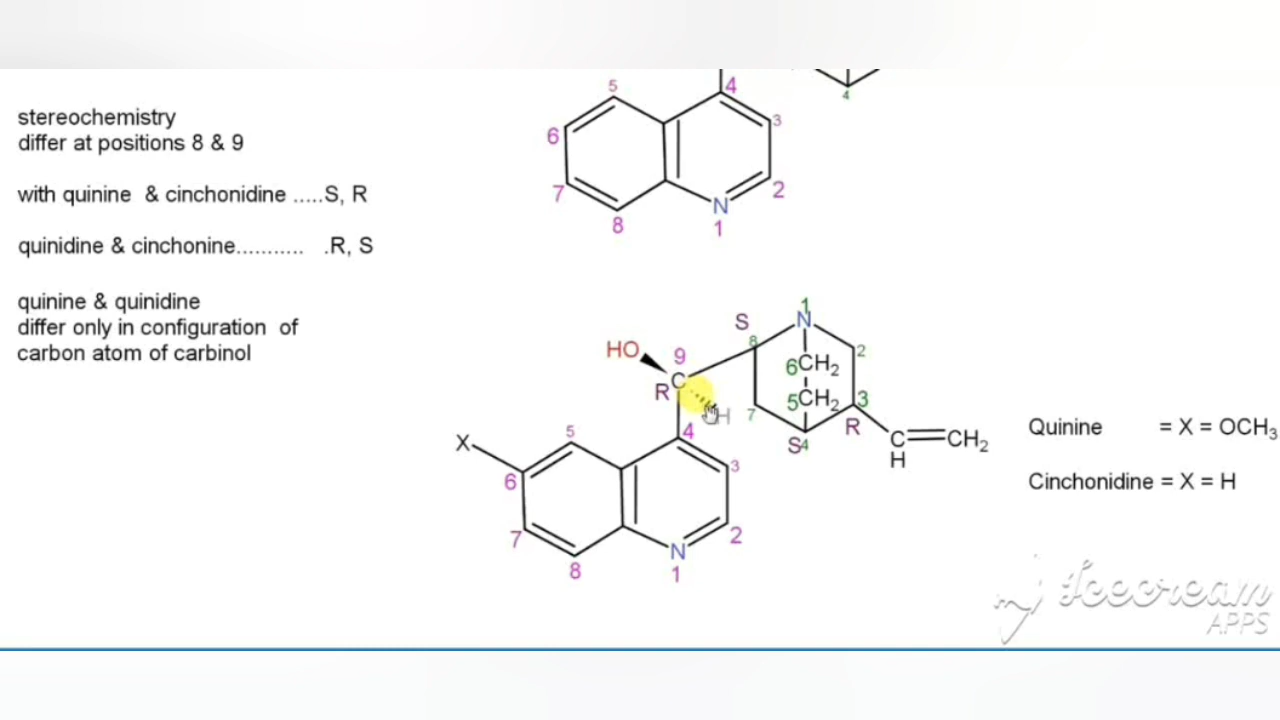 stereochemistry
differ at positions 8 & 9
with quinine & cinchonidine .....S, R
quinidine & cinchonine........... .R, S
quinine & quinidine
differ only in configuration of
carbon atom of carbinol
4
4
5
3
6
7
2
N
8
1
1
N
S
8
HO
9
2
6CH2
C
R
5CH2
3
H
7
R
S4
C
CH2
H
X
5
4
3
6
7
2
N
8
1
Quinine = X = OCH3
Cinchonidine = X = H
Icecream
APPS